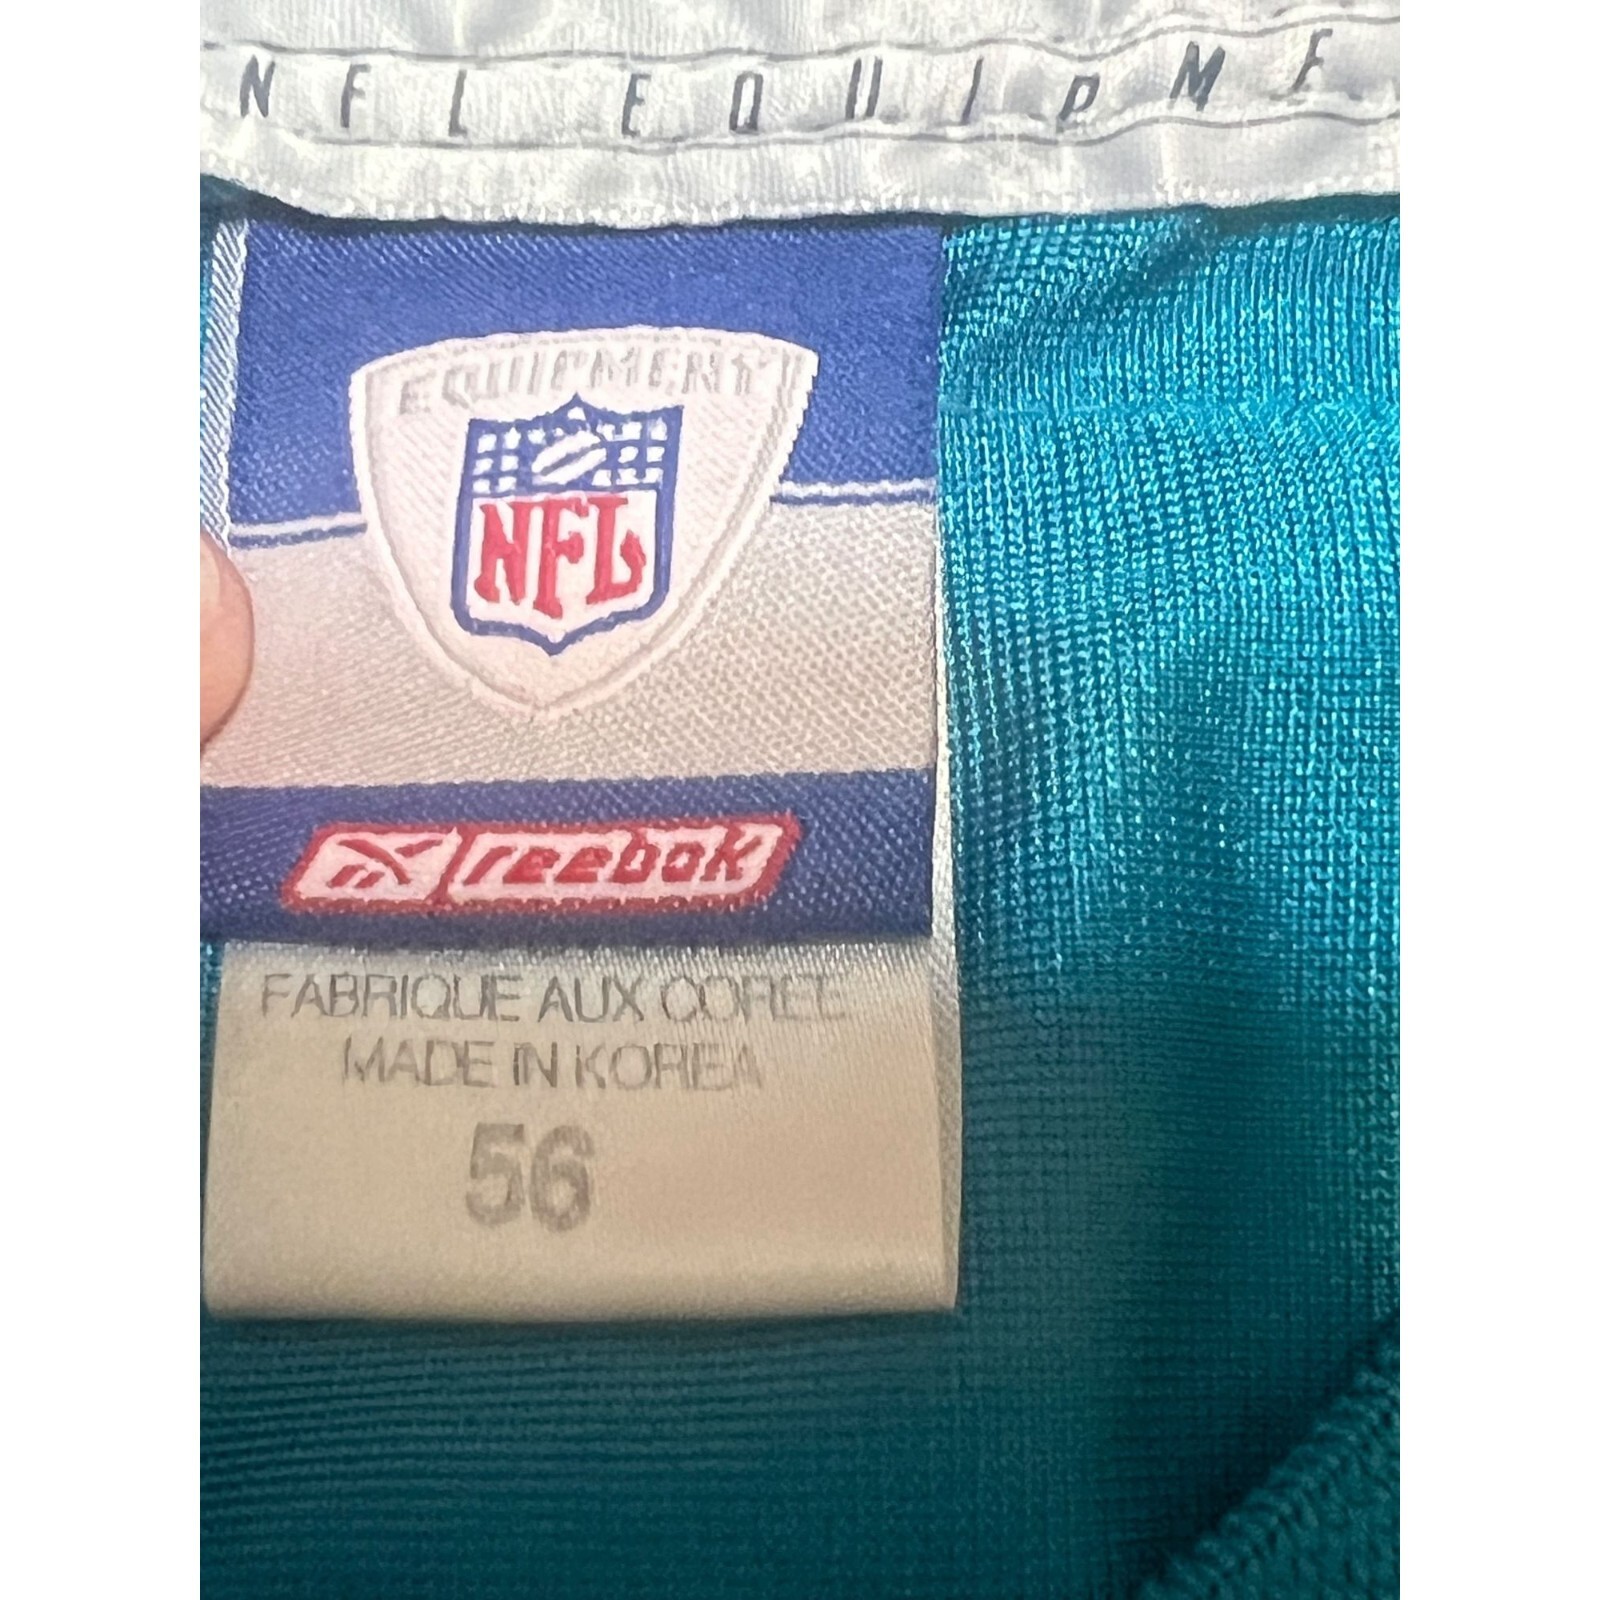 NFL EQUIPME
EQUIPMENT
NFL
reebok
FABRIQUE AUX COREE
MADE IN KOREA
56